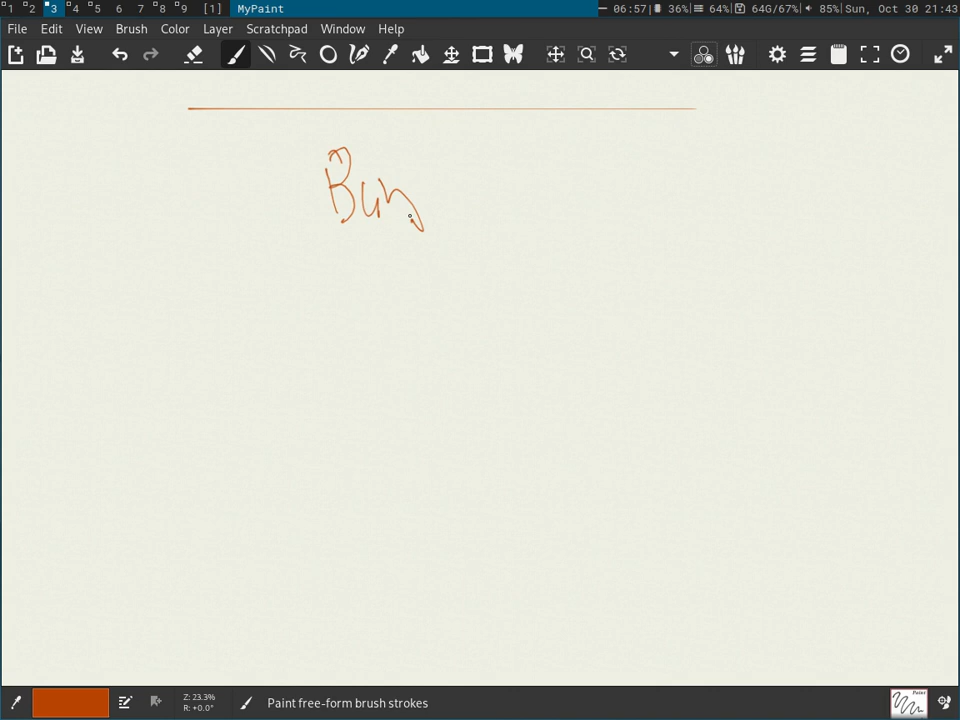 1 2 3 4 5 6 7 8 9 [1] MyPaint 06:57 36% 64% 64G/67% 85% Sun, Oct 30 21:43
File Edit View Brush Color Layer Scratchpad Window Help
Z: 23.3%
R: +0.0°
Paint free-form brush strokes